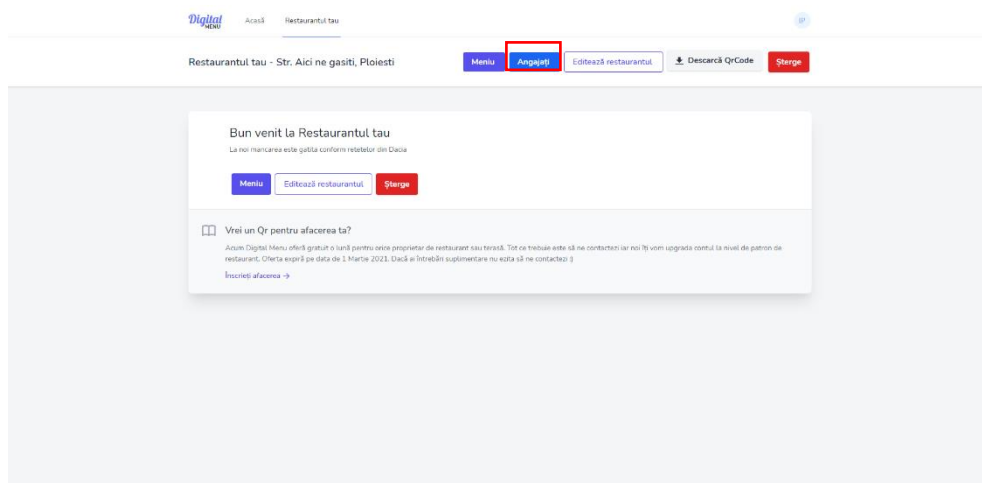 Digital
MENU
Acasă
Restaurantul tau
IP
Restaurantul tau - Str. Aici ne gasiti, Ploiesti
Meniu
Angajați
Editează restaurantul
Descarcă QrCode
Șterge
Bun venit la Restaurantul tau
La noi mancarea este gatita conform retetelor din Dacia
Meniu
Editează restaurantul
Șterge
Vrei un Qr pentru afacerea ta?
Acum Digital Menu oferă gratuit o lună pentru orice proprietar de restaurant sau terasă. Tot ce trebuie este să ne contactezi iar noi îți vom upgrada contul la nivel de patron de
restaurant. Oferta expiră pe data de 1 Martie 2021. Dacă ai întrebări suplimentare nu ezita să ne contactezi :)
Înscrieți afacerea →